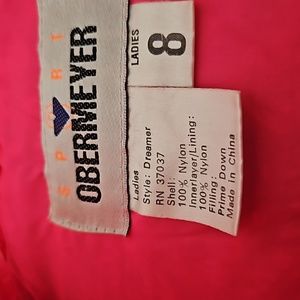 SPORT
OBERMEYER
LADIES
8
Ladies
Style: Dreamer
RN 37037
Shell:
100% Nylon
Innerlayer/Lining:
100% Nylon
Filling:
Prime Down
Made in China